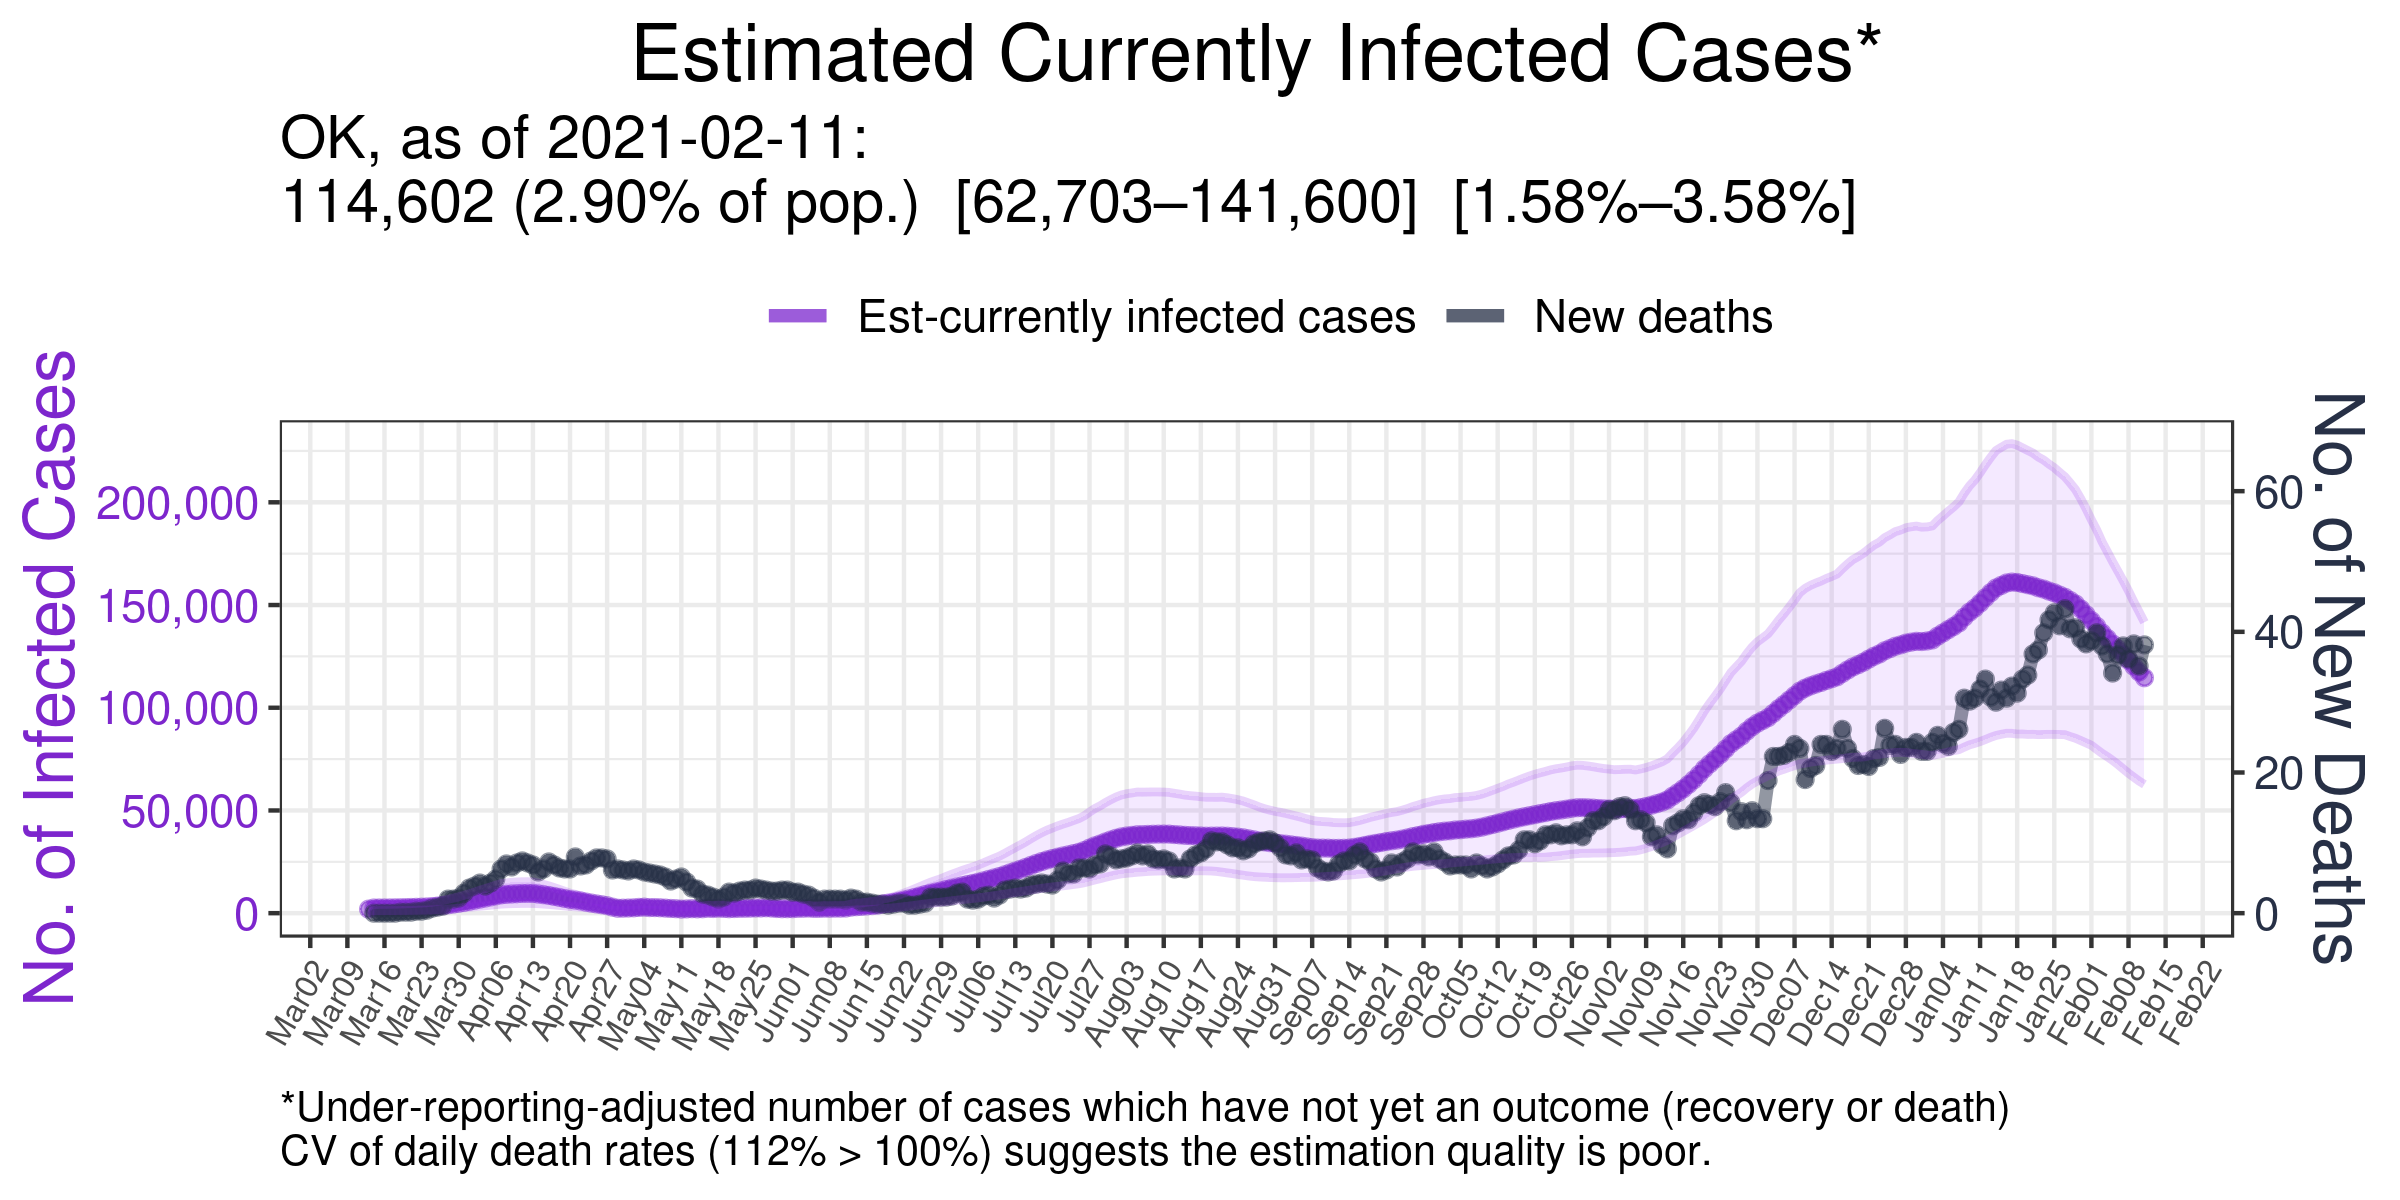 Estimated Currently Infected Cases*
OK, as of 2021-02-11:
114,602 (2.90% of pop.)  [62,703–141,600]  [1.58%–3.58%]
Est-currently infected cases
New deaths
No. of Infected Cases
200,000
150,000
100,000
50,000
0
60
40
20
0
No. of New Deaths
Mar02
Mar09
Mar16
Mar23
Mar30
Apr06
Apr13
Apr20
Apr27
May04
May11
May18
May25
Jun01
Jun08
Jun15
Jun22
Jun29
Jul06
Jul13
Jul20
Jul27
Aug03
Aug10
Aug17
Aug24
Aug31
Sep07
Sep14
Sep21
Sep28
Oct05
Oct12
Oct19
Oct26
Nov02
Nov09
Nov16
Nov23
Nov30
Dec07
Dec14
Dec21
Dec28
Jan04
Jan11
Jan18
Jan25
Feb01
Feb08
Feb15
Feb22
*Under-reporting-adjusted number of cases which have not yet an outcome (recovery or death)
CV of daily death rates (112% > 100%) suggests the estimation quality is poor.